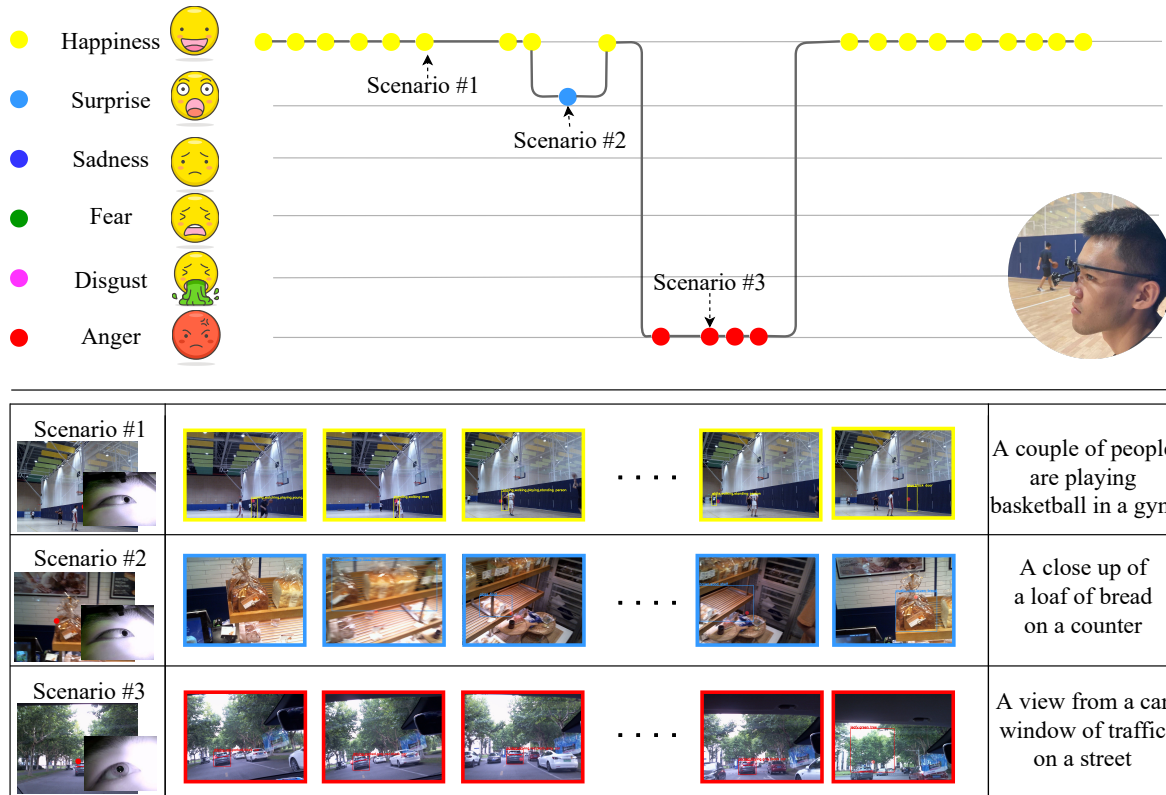 Happiness
Surprise
Sadness
Fear
Disgust
Anger
Scenario #1
Scenario #2
Scenario #3
Scenario #1
A couple of people
are playing
basketball in a gym
Scenario #2
A close up of
a loaf of bread
on a counter
Scenario #3
A view from a car
window of traffic
on a street